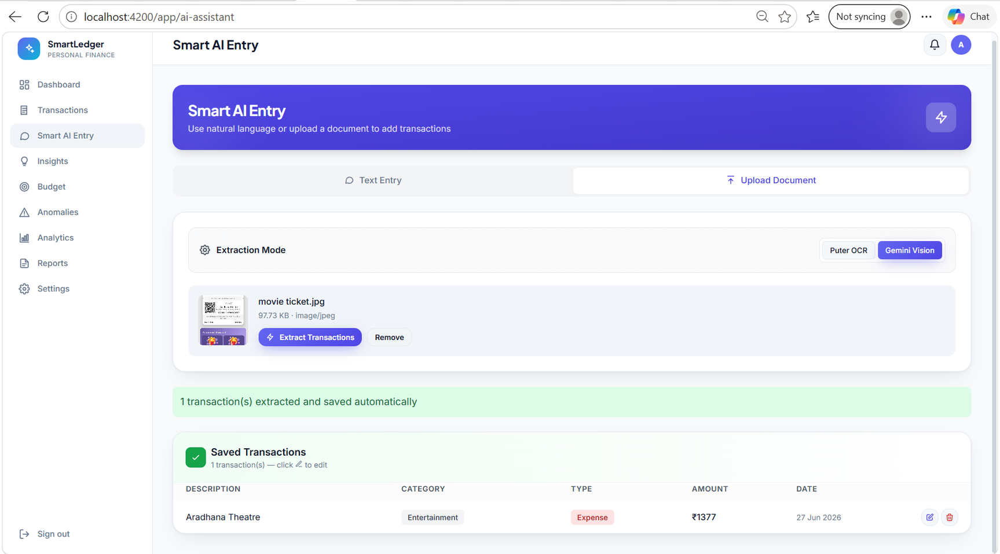 localhost:4200/app/ai-assistant
Not syncing
Chat
SmartLedger
PERSONAL FINANCE
Smart AI Entry
A
Dashboard
Transactions
Smart AI Entry
Insights
Budget
Anomalies
Analytics
Reports
Settings
Sign out
Smart AI Entry
Use natural language or upload a document to add transactions
Text Entry
Upload Document
Extraction Mode
Puter OCR
Gemini Vision
movie ticket.jpg
97.73 KB · image/jpeg
Extract Transactions
Remove
1 transaction(s) extracted and saved automatically
Saved Transactions
1 transaction(s) — click to edit
DESCRIPTION CATEGORY TYPE AMOUNT DATE
Aradhana Theatre Entertainment Expense ₹1377 27 Jun 2026